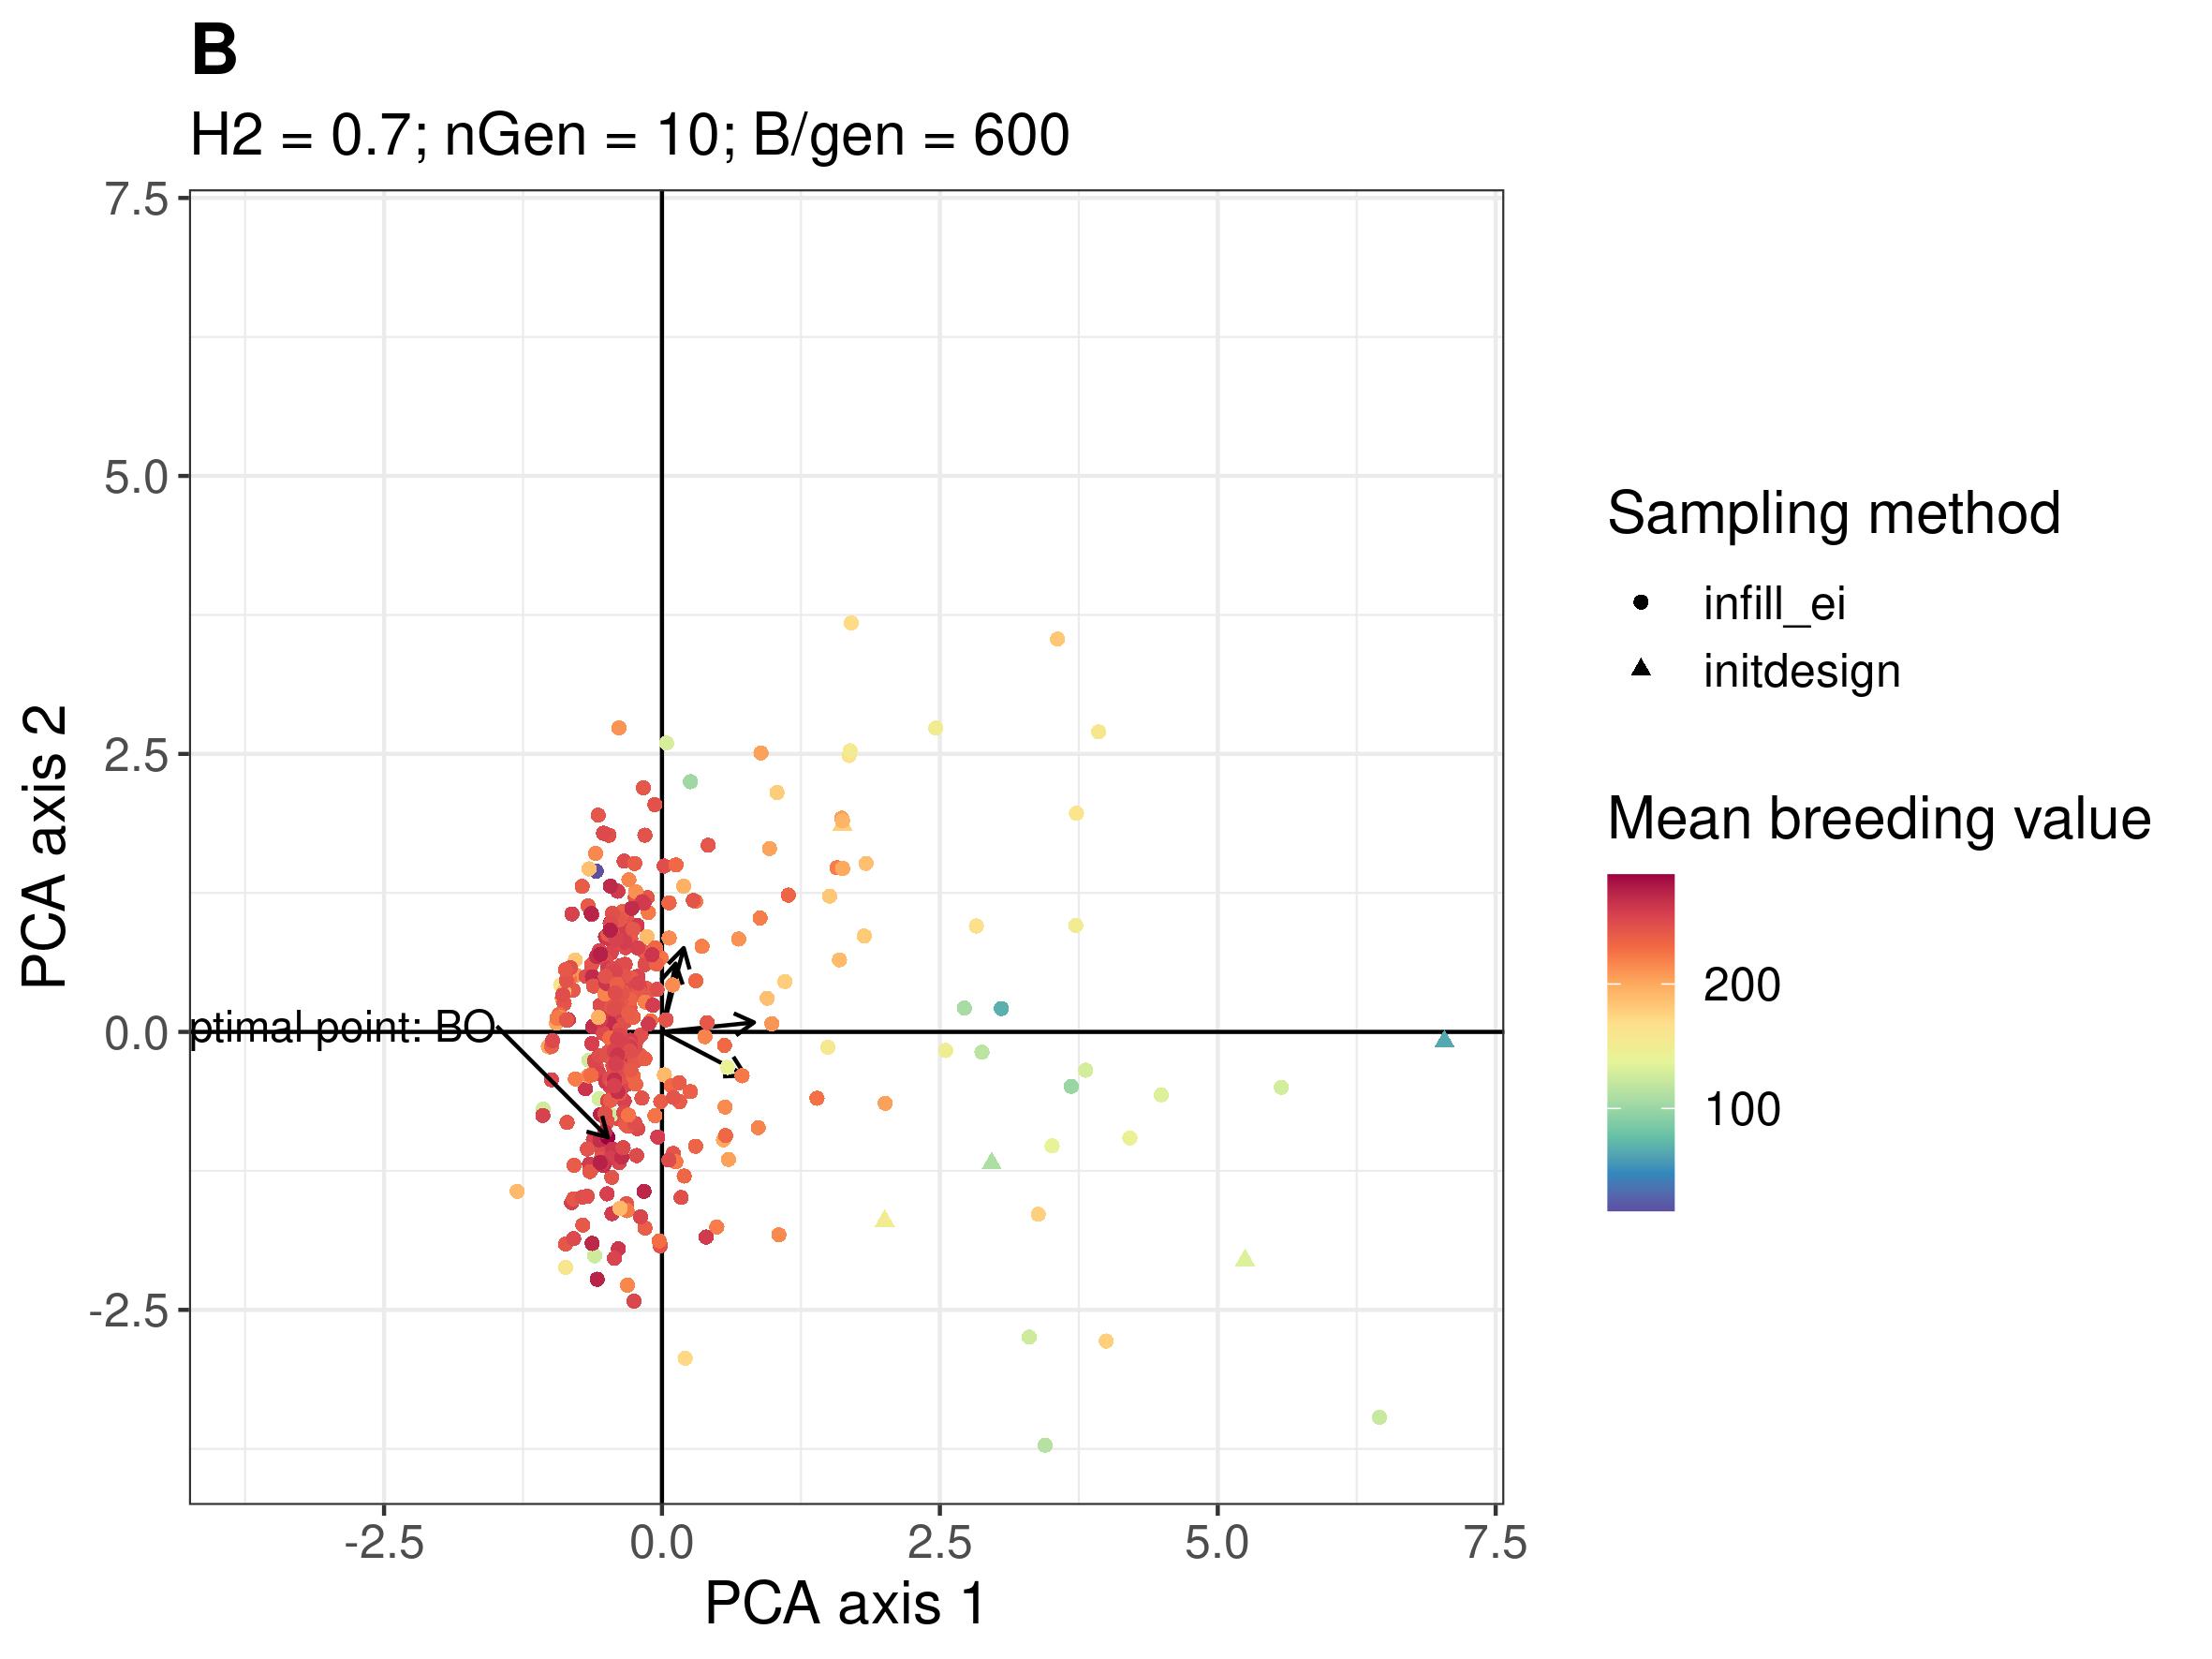 B
H2 = 0.7; nGen = 10; B/gen = 600
7.5
5.0
2.5
0.0
-2.5
PCA axis 2
ptimal point: BO
-2.5
0.0
2.5
5.0
7.5
PCA axis 1
Sampling method
infill_ei
initdesign
Mean breeding value
200
100